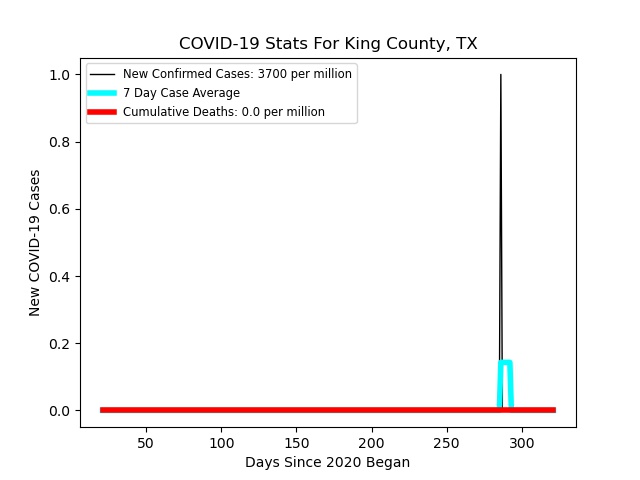 COVID-19 Stats For King County, TX
New Confirmed Cases: 3700 per million
7 Day Case Average
Cumulative Deaths: 0.0 per million
New COVID-19 Cases
1.0
0.8
0.6
0.4
0.2
0.0
50 100 150 200 250 300
Days Since 2020 Began